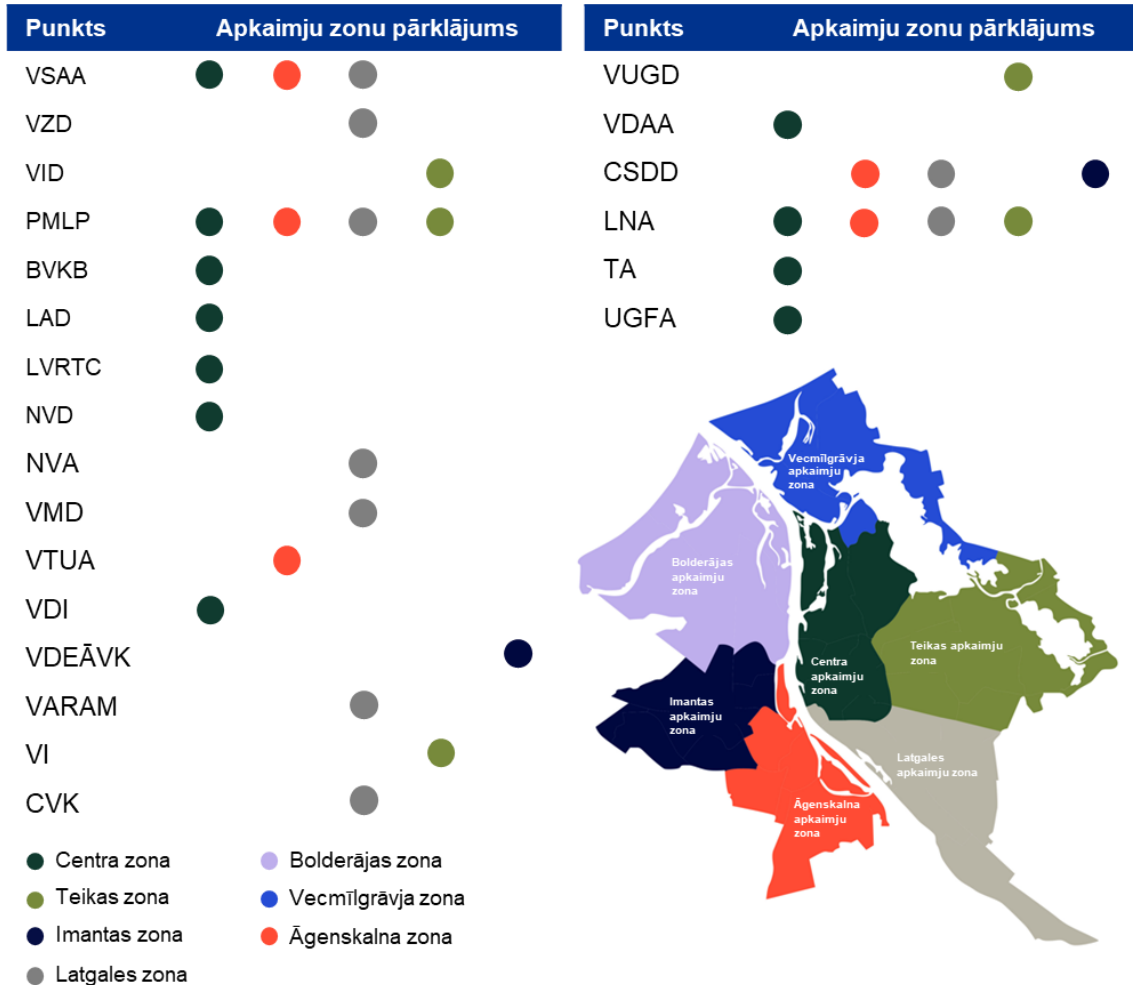 Punkts Apkaimju zonu pārklājums
VSAA
VZD
VID
PMLP
BVKB
LAD
LVRTC
NVD
NVA
VMD
VTUA
VDI
VDEĀVK
VARAM
VI
CVK
Punkts Apkaimju zonu pārklājums
VUGD
VDAA
CSDD
LNA
TA
UGFA
Vecmīlgrāvja
apkaimju
zona
Bolderājas
apkaimju
zona
Teikas apkaimju
zona
Centra
apkaimju
zona
Imantas
apkaimju
zona
Latgales
apkaimju zona
Āgenskalna
apkaimju
zona
Centra zona
Teikas zona
Imantas zona
Latgales zona
Bolderājas zona
Vecmīlgrāvja zona
Āgenskalna zona